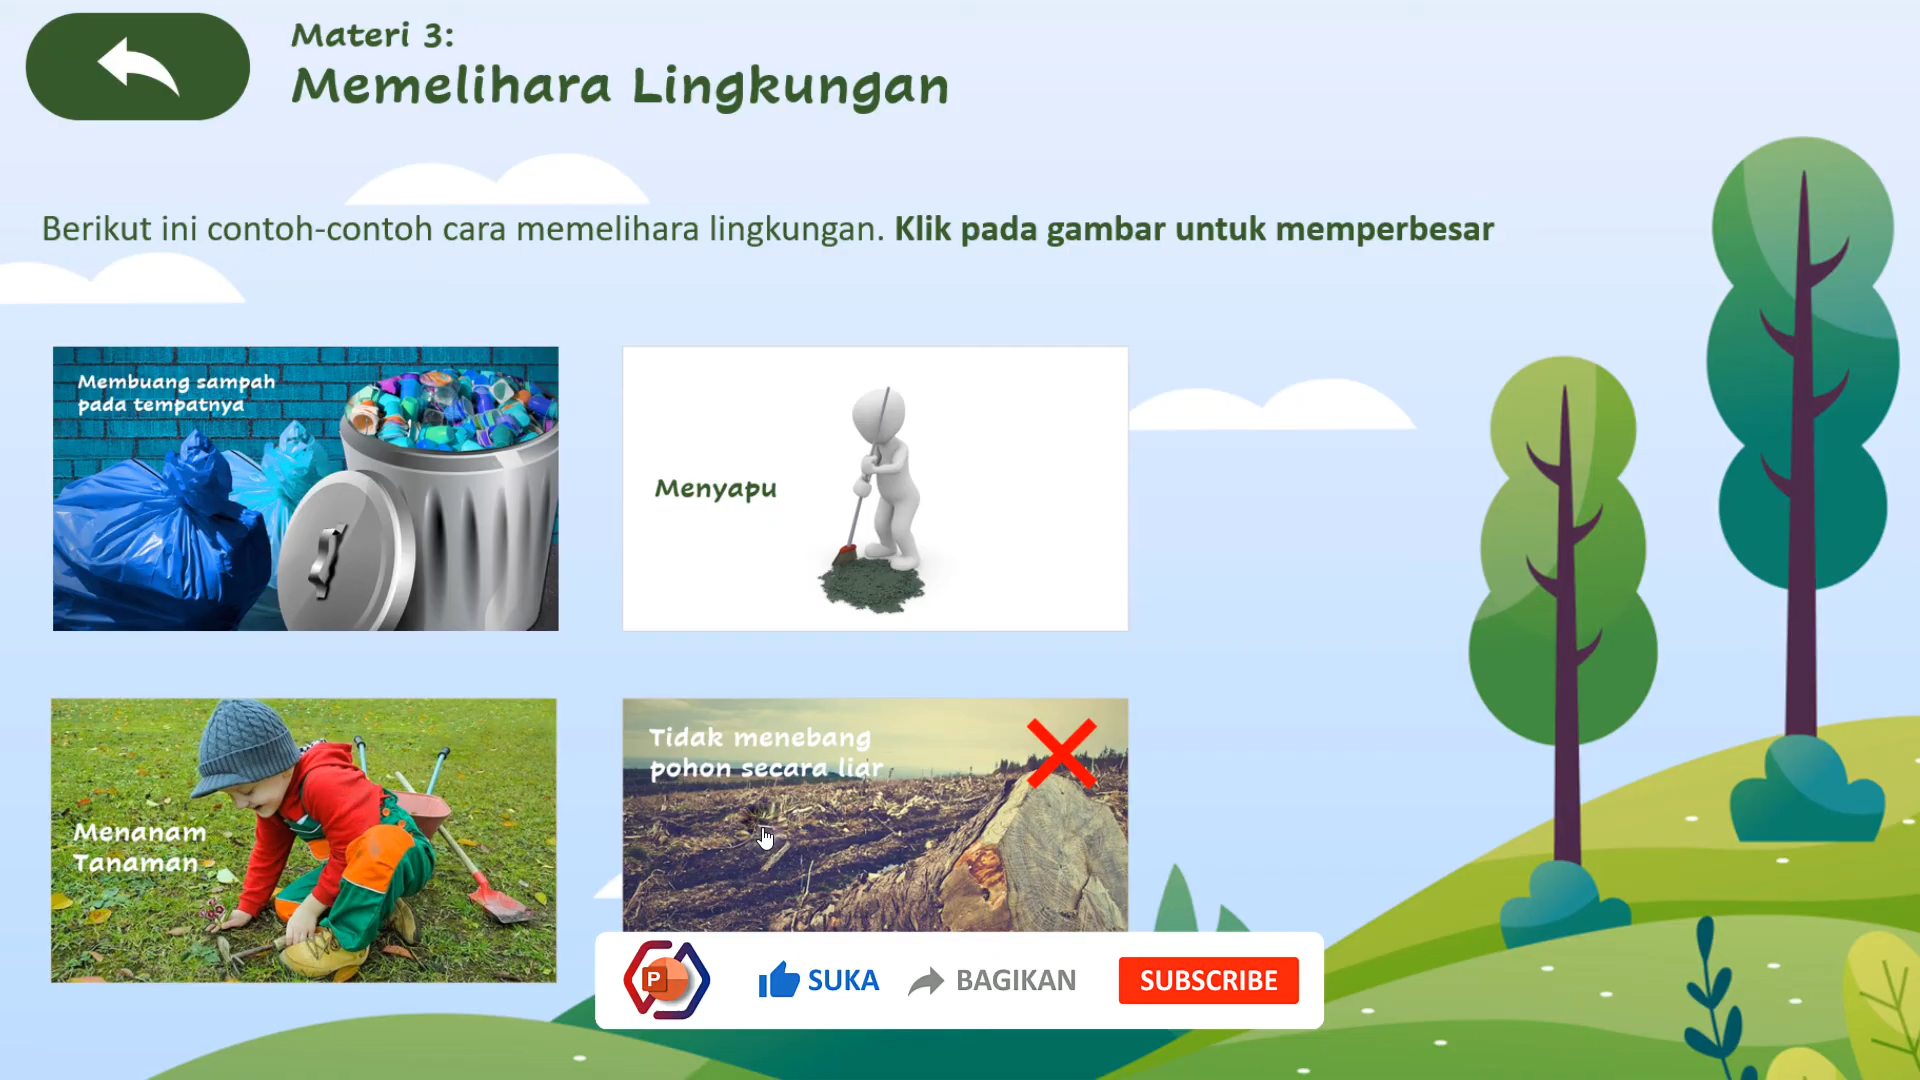 Materi 3:
Memelihara Lingkungan
Berikut ini contoh-contoh cara memelihara lingkungan. Klik pada gambar untuk memperbesar
Membuang sampah
pada tempatnya
Menyapu
Menanam
Tanaman
Tidak menebang
pohon secara liar
P
SUKA
BAGIKAN
SUBSCRIBE